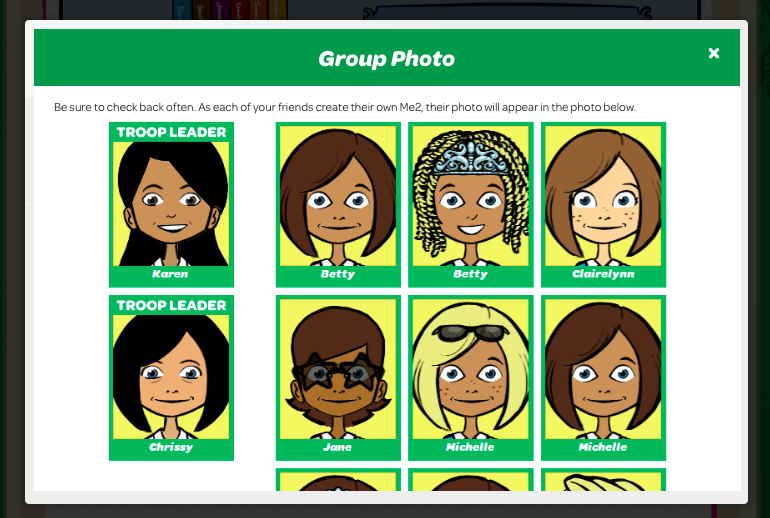 Group Photo
×
Be sure to check back often. As each of your friends create their own Me2, their photo will appear in the photo below.
TROOP LEADER
Karen
Betty
Betty
Clairelynn
TROOP LEADER
Chrissy
Jane
Michelle
Michelle